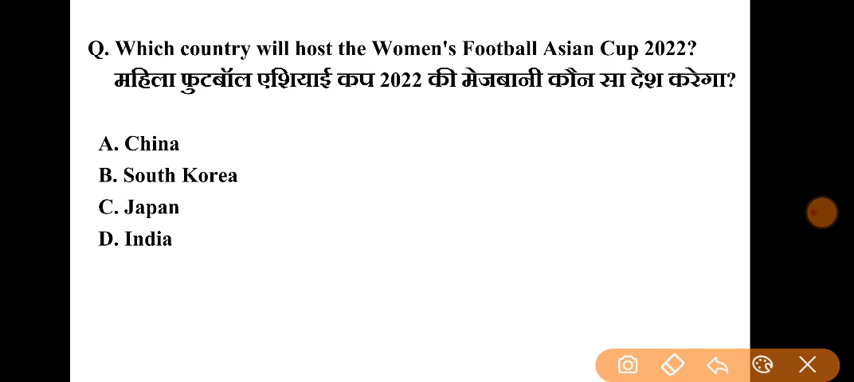 Q. Which country will host the Women's Football Asian Cup 2022?
महिला फुटबॉल एशियाई कप 2022 की मेजबानी कौन सा देश करेगा?
A. China
B. South Korea
C. Japan
D. India